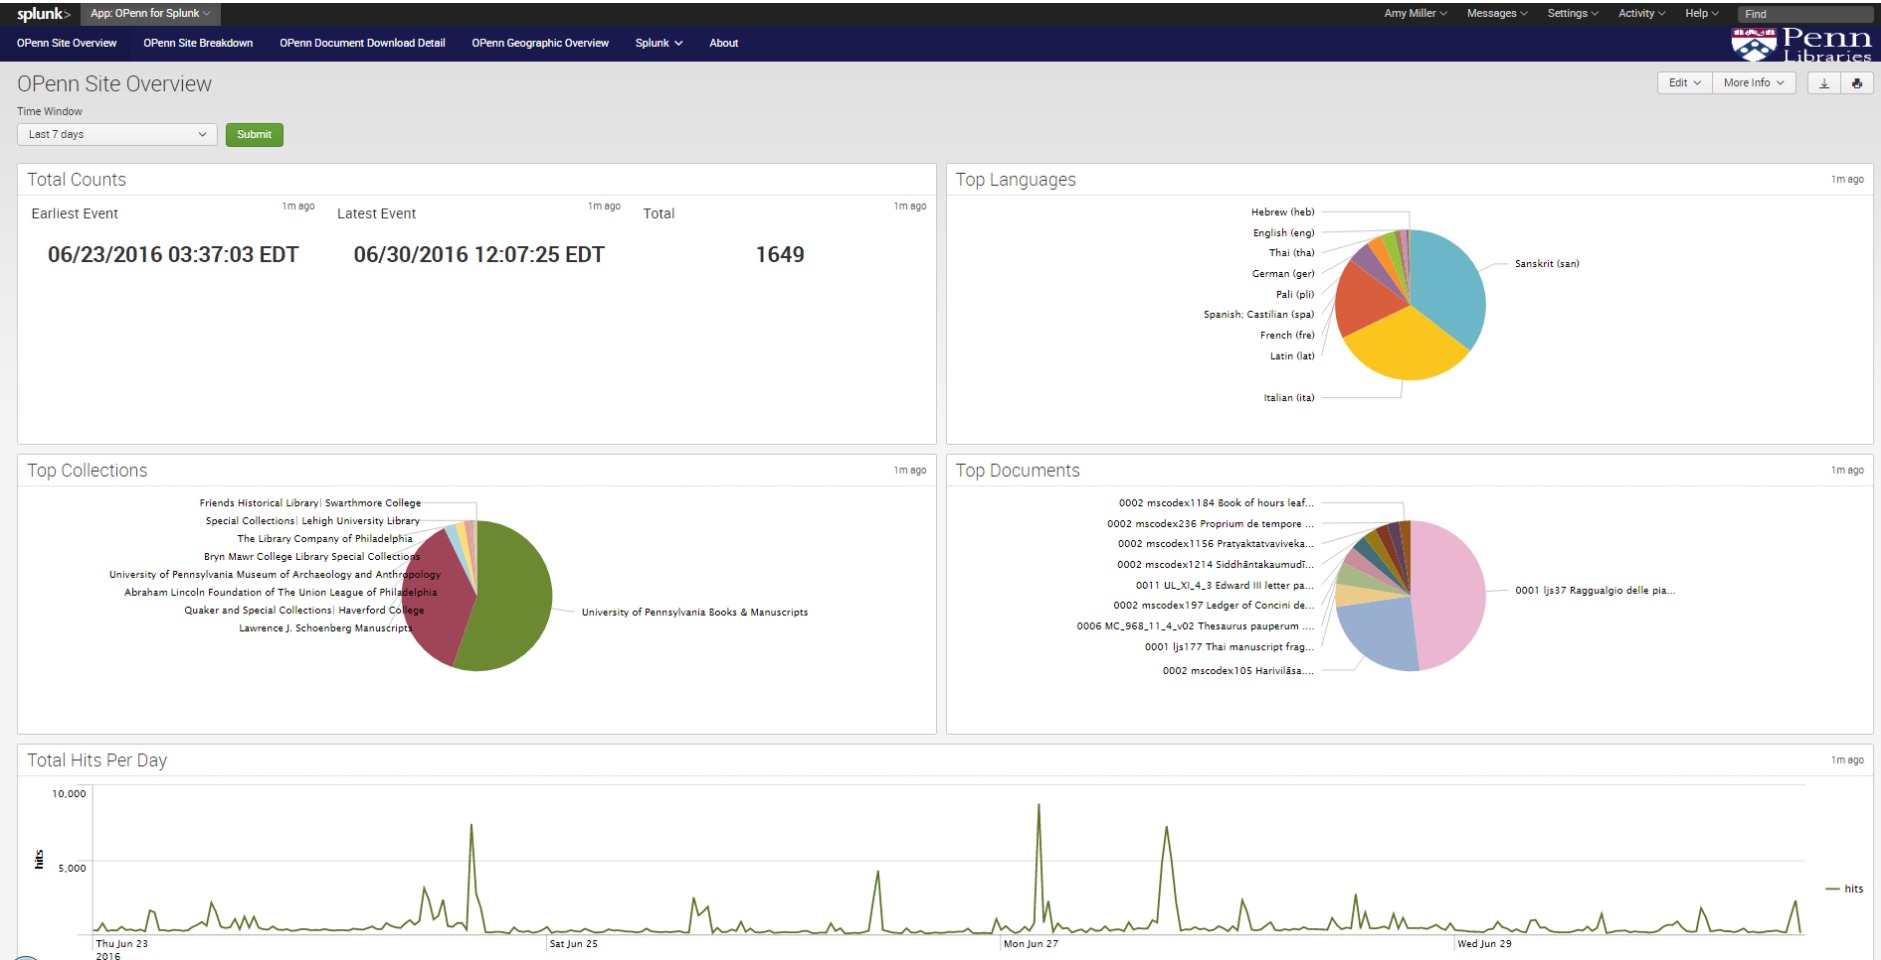 splunk> App: OPenn for Splunk Amy Miller Messages Settings Activity Help Find
OPenn Site Overview OPenn Site Breakdown OPenn Document Download Detail OPenn Geographic Overview Splunk About Penn Libraries
OPenn Site Overview Edit More Info
Time Window
Last 7 days Submit
Total Counts
Earliest Event 1m ago Latest Event 1m ago Total 1m ago
06/23/2016 03:37:03 EDT 06/30/2016 12:07:25 EDT 1649
Top Languages 1m ago
Hebrew (heb)
English (eng)
Thai (tha)
German (ger)
Pali (pli)
Spanish; Castilian (spa)
French (fre)
Latin (lat)
Italian (ita)
Sanskrit (san)
Top Collections 1m ago
Friends Historical Library| Swarthmore College
Special Collections| Lehigh University Library
The Library Company of Philadelphia
Bryn Mawr College Library Special Collections
University of Pennsylvania Museum of Archaeology and Anthropology
Abraham Lincoln Foundation of The Union League of Philadelphia
Quaker and Special Collections| Haverford College
Lawrence J. Schoenberg Manuscripts
University of Pennsylvania Books & Manuscripts
Top Documents 1m ago
0002 mscodex1184 Book of hours leaf...
0002 mscodex236 Proprium de tempore ...
0002 mscodex1156 Pratyaktatvaviveka...
0002 mscodex1214 Siddhāntakaumudī...
0011 UL_XI_4_3 Edward III letter pa...
0002 mscodex197 Ledger of Concini de...
0006 MC_968_11_4_v02 Thesaurus pauperum ....
0001 ljs177 Thai manuscript frag...
0002 mscodex105 Harivilāsa....
0001 ljs37 Raggualgio delle pia...
Total Hits Per Day 1m ago
10,000
5,000
hits
hits
Thu Jun 23 Sat Jun 25 Mon Jun 27 Wed Jun 29
2016